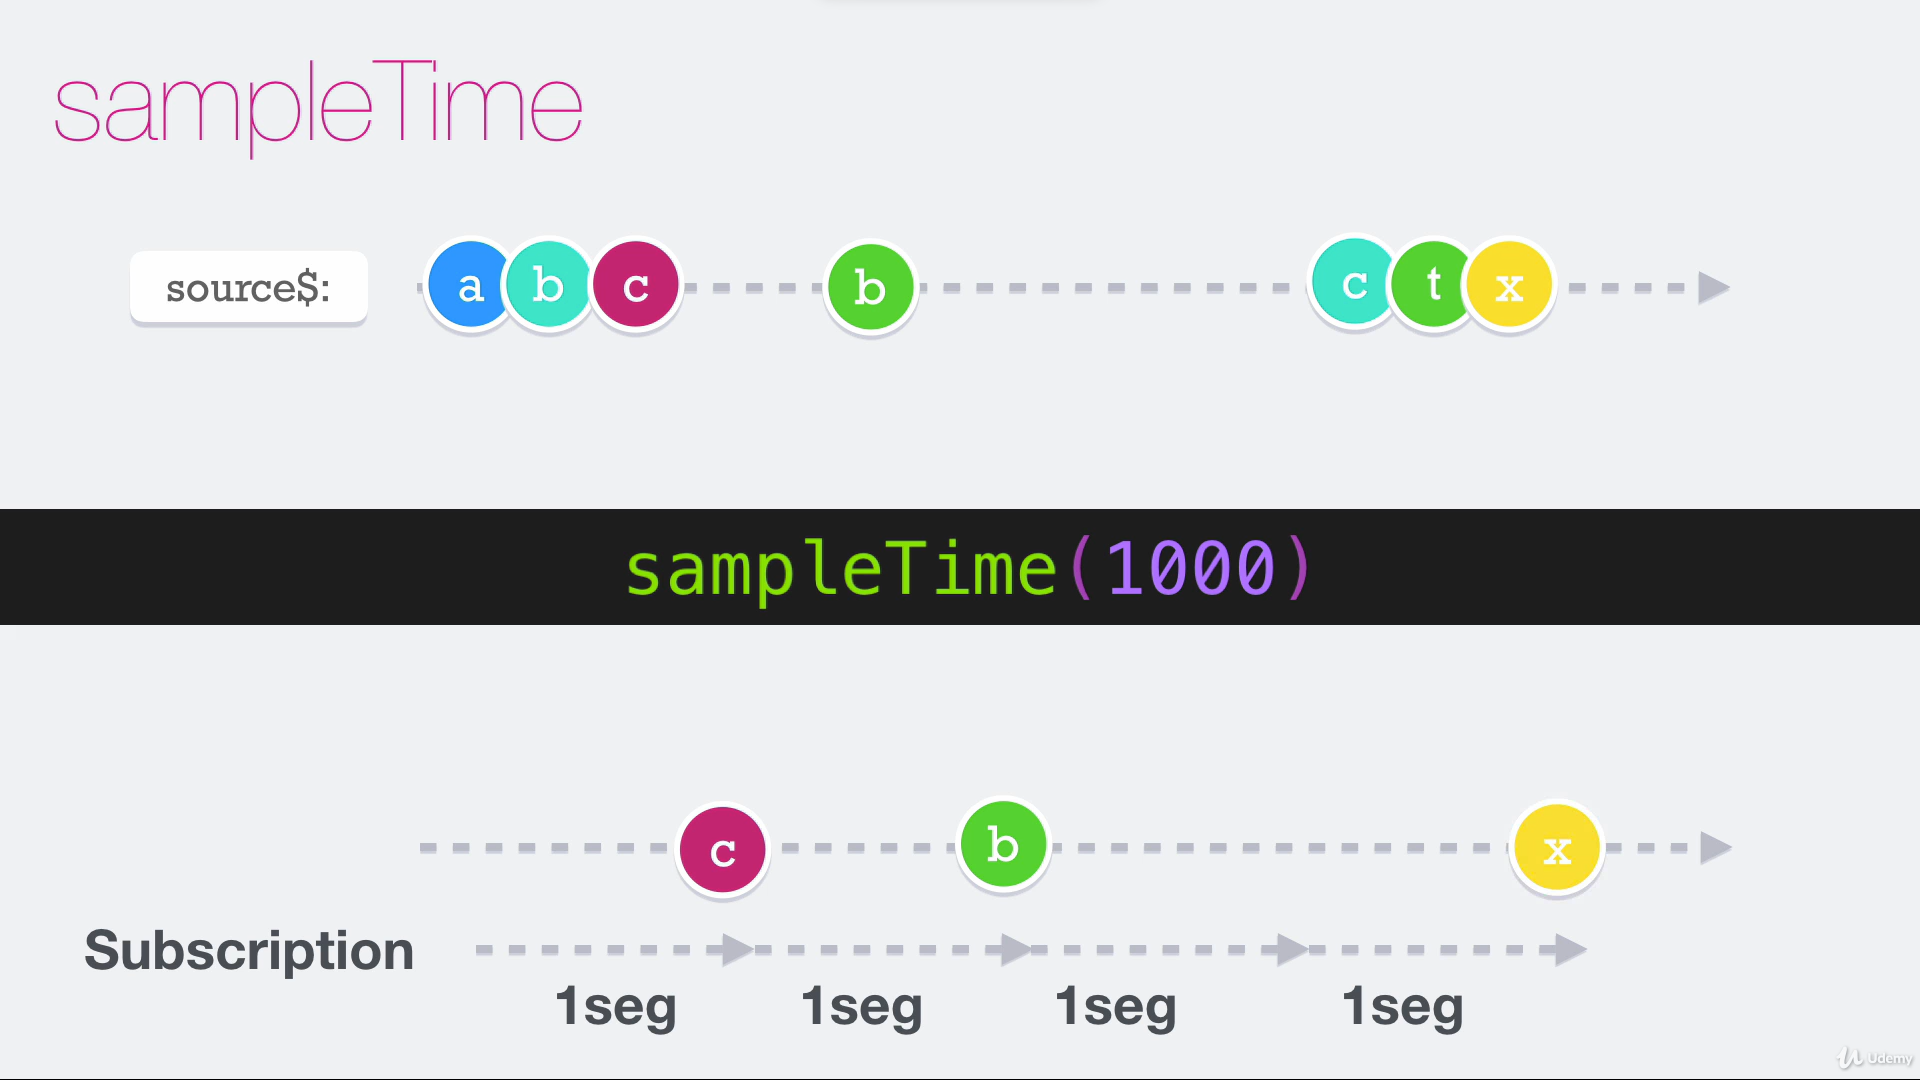 sampleTime
source$: a b c b c t x
sampleTime(1000)
c b x
Subscription
1seg 1seg 1seg 1seg
Udemy